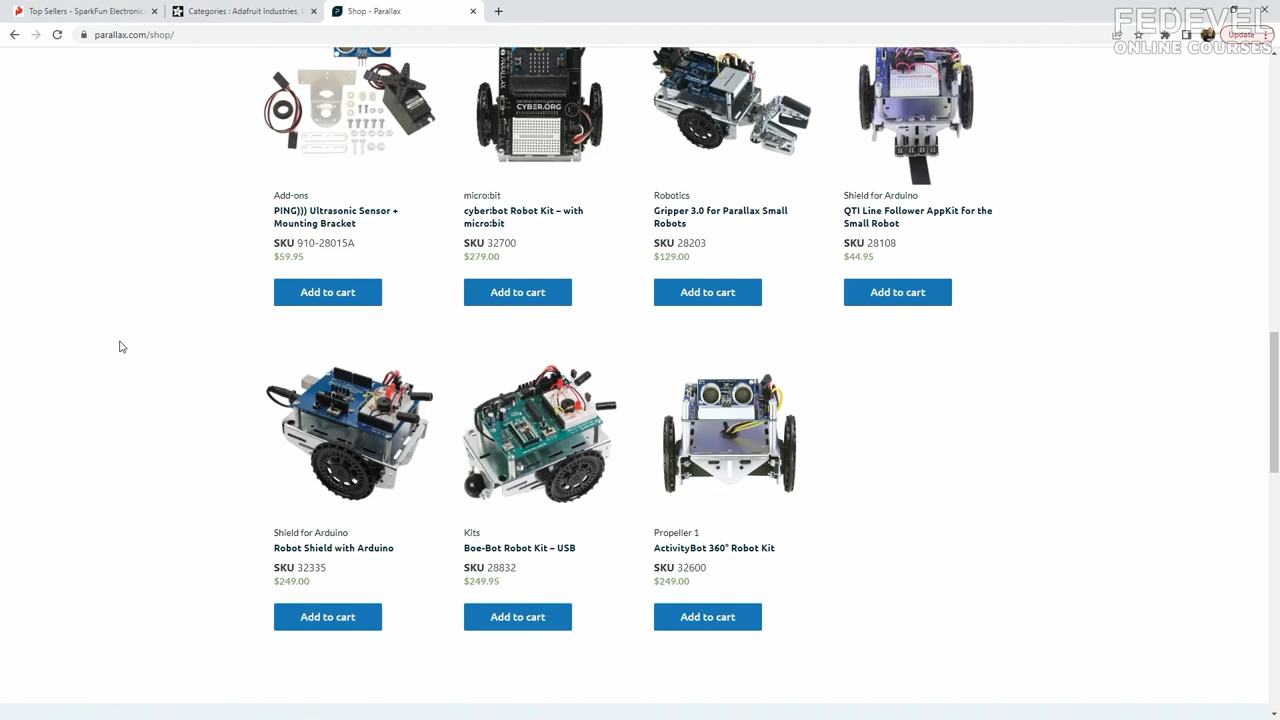 Top Sellers - SparkFun Electronic
Categories : Adafruit Industries, U
Shop - Parallax
parallax.com/shop/
Update
FEDEVEL
ONLINE COURSES
PARALLAX
CYBER.ORG
Add-ons
PING))) Ultrasonic Sensor +
Mounting Bracket
SKU 910-28015A
$59.95
Add to cart
micro:bit
cyber:bot Robot Kit – with
micro:bit
SKU 32700
$279.00
Add to cart
Robotics
Gripper 3.0 for Parallax Small
Robots
SKU 28203
$129.00
Add to cart
Shield for Arduino
QTI Line Follower AppKit for the
Small Robot
SKU 28108
$44.95
Add to cart
Shield for Arduino
Robot Shield with Arduino
SKU 32335
$249.00
Add to cart
Kits
Boe-Bot Robot Kit – USB
SKU 28832
$249.95
Add to cart
Propeller 1
ActivityBot 360° Robot Kit
SKU 32600
$249.00
Add to cart